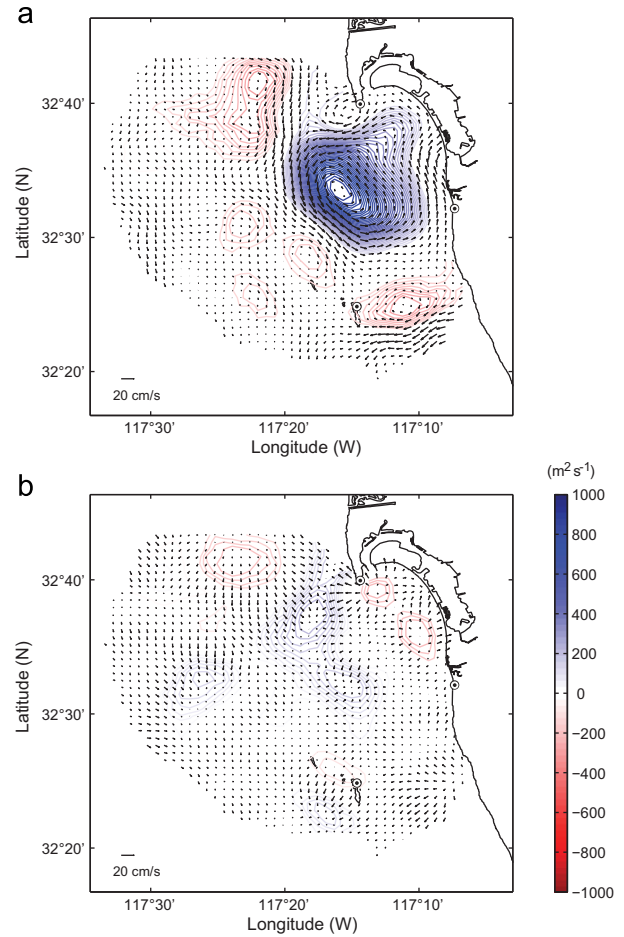 a
32°40'
32°30'
32°20'
Latitude (N)
20 cm/s
117°30'
117°20'
117°10'
Longitude (W)
b
(m² s⁻¹)
32°40'
32°30'
32°20'
Latitude (N)
20 cm/s
117°30'
117°20'
117°10'
Longitude (W)
1000
800
600
400
200
0
−200
−400
−600
−800
−1000